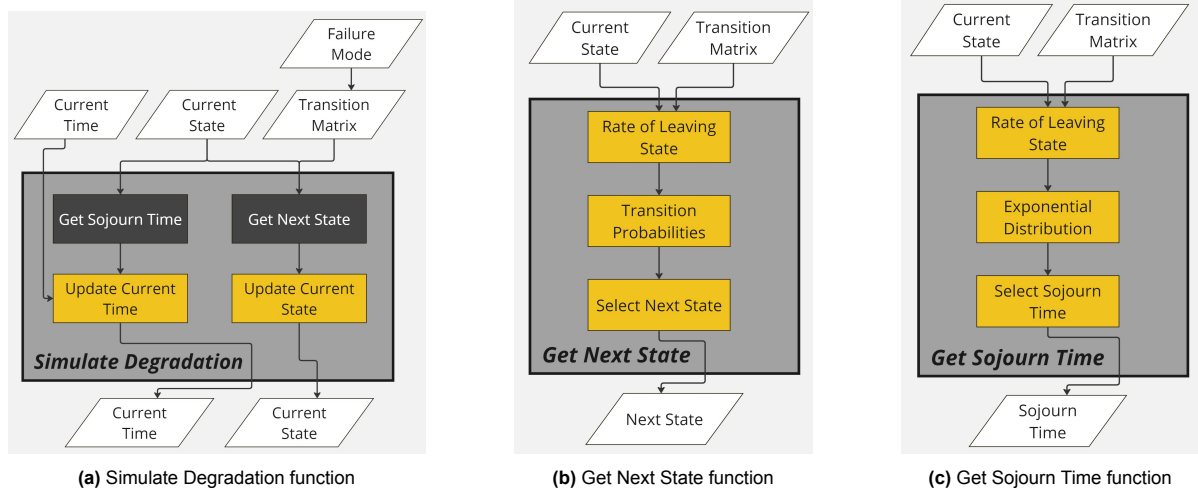 Failure
Mode
Current
Time
Current
State
Transition
Matrix
Get Sojourn Time
Get Next State
Update Current
Time
Update Current
State
Simulate Degradation
Current
Time
Current
State
(a) Simulate Degradation function
Current
State
Transition
Matrix
Rate of Leaving
State
Transition
Probabilities
Select Next State
Get Next State
Next State
(b) Get Next State function
Current
State
Transition
Matrix
Rate of Leaving
State
Exponential
Distribution
Select Sojourn
Time
Get Sojourn Time
Sojourn
Time
(c) Get Sojourn Time function